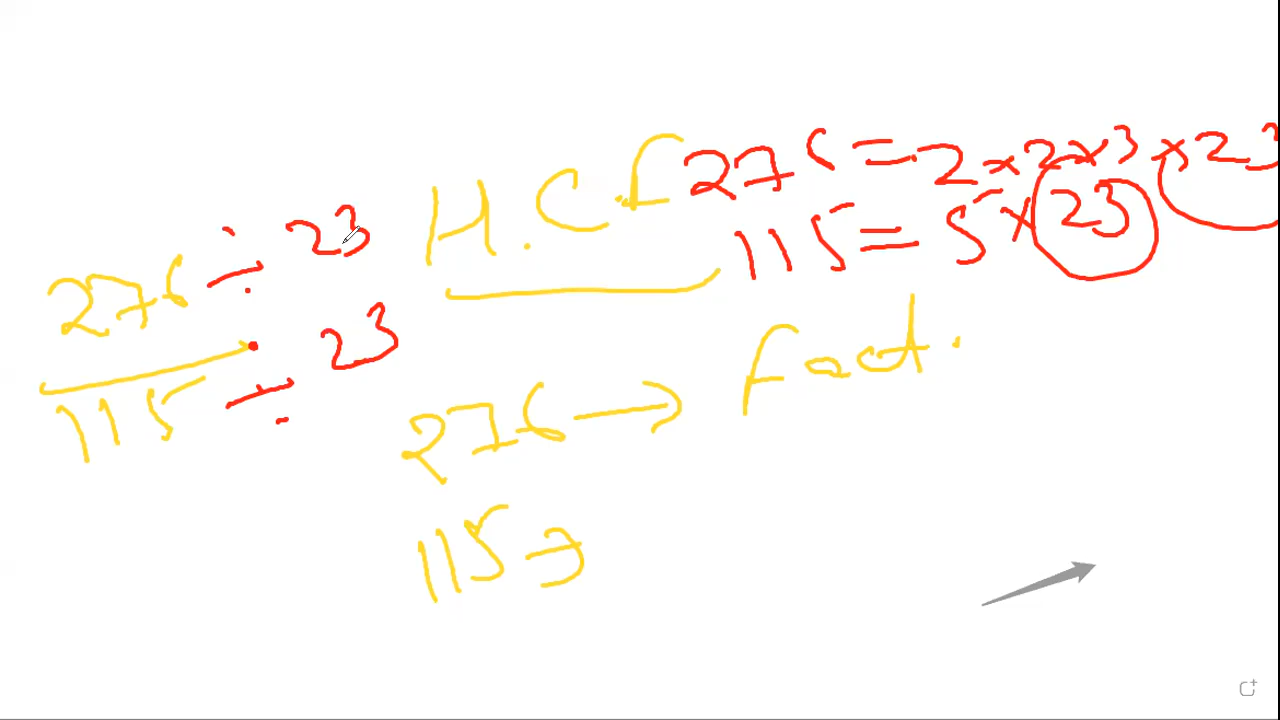 276 ÷ 23
115 ÷ 23
H.C.f
276 = 2 × 2 × 3 × 23
115 = 5 × 23
276 → fact.
115 →